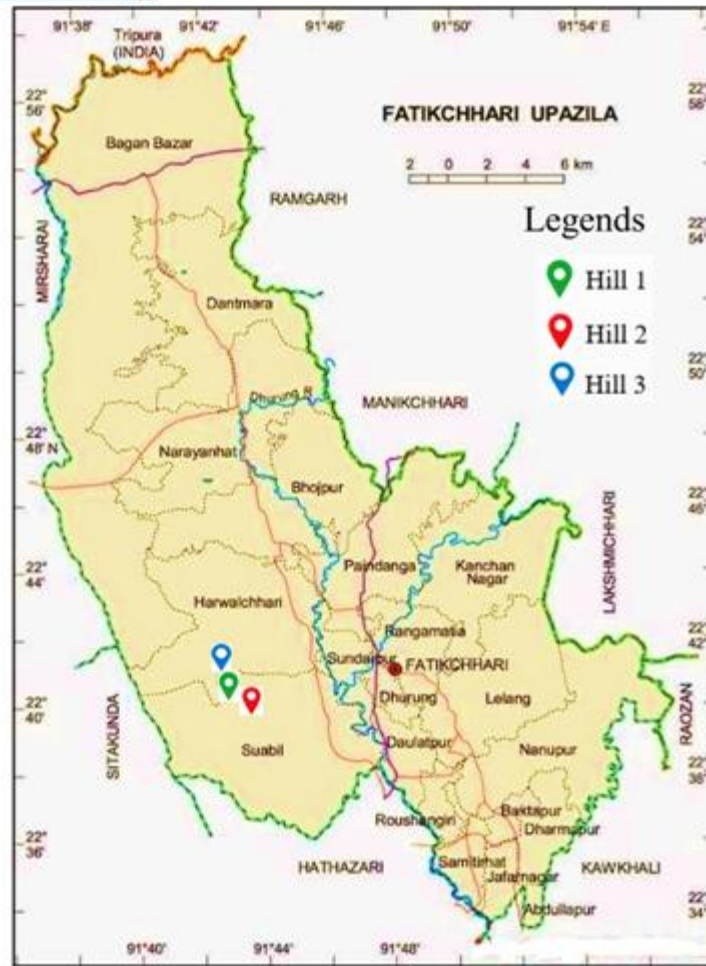 91°38' 91°42' 91°46' 91°50' 91°54' E
Tripura
(INDIA)
22°
56'
22°
58'
FATIKCHHARI UPAZILA
Bagan Bazar
2 0 2 4 6 km
RAMGARH
22°
54'
Legends
MIRSHARAI
Hill 1
Dantmara
Hill 2
22°
50'
Hill 3
Dhurung R.
MANIKCHHARI
22°
48' N
Narayanhat
Bhojpur
22°
46'
22°
44'
Paindanga
Kanchan
Nagar
LAKSHMICHHARI
Harwalchhari
Rangamatia
22°
42'
Sundarpur
FATIKCHHARI
22°
40'
Dhurung
Lelang
SITAKUNDA
RAOZAN
Suabil
Daulatpur
Nanupur
22°
38'
Baktapur
Roushangiri
Dharmapur
22°
36'
HATHAZARI
Samitirhat
KAWKHALI
Jafarnagar
Abdullapur
22°
34'
91°40' 91°44' 91°48'